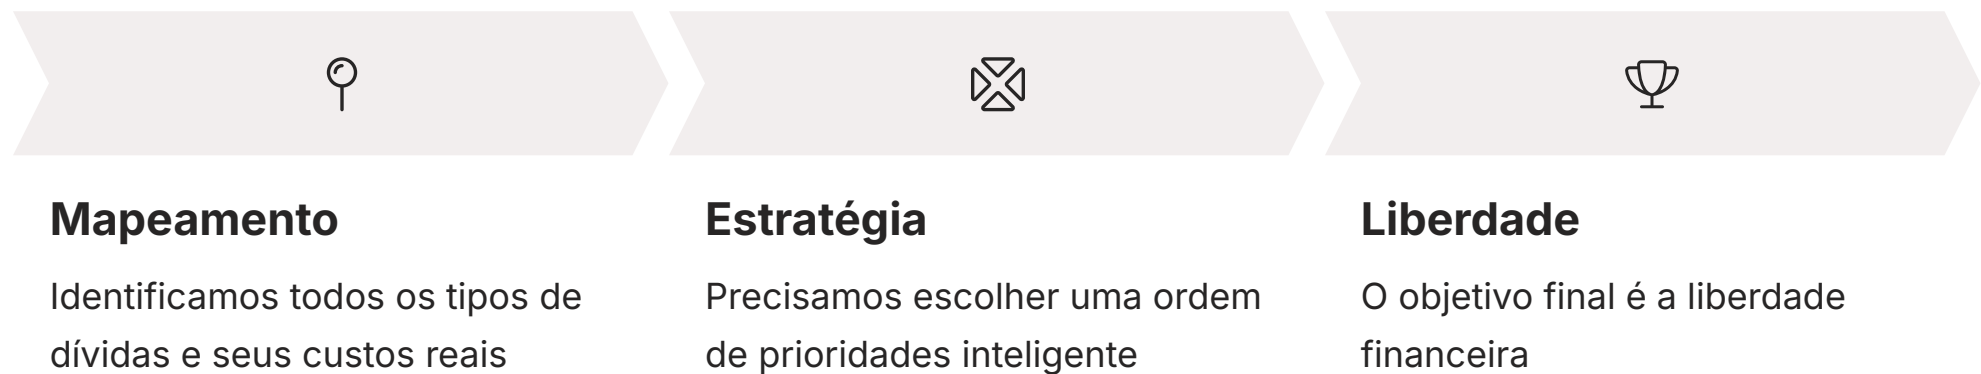 Mapeamento
Identificamos todos os tipos de
dívidas e seus custos reais
Estratégia
Precisamos escolher uma ordem
de prioridades inteligente
Liberdade
O objetivo final é a liberdade
financeira